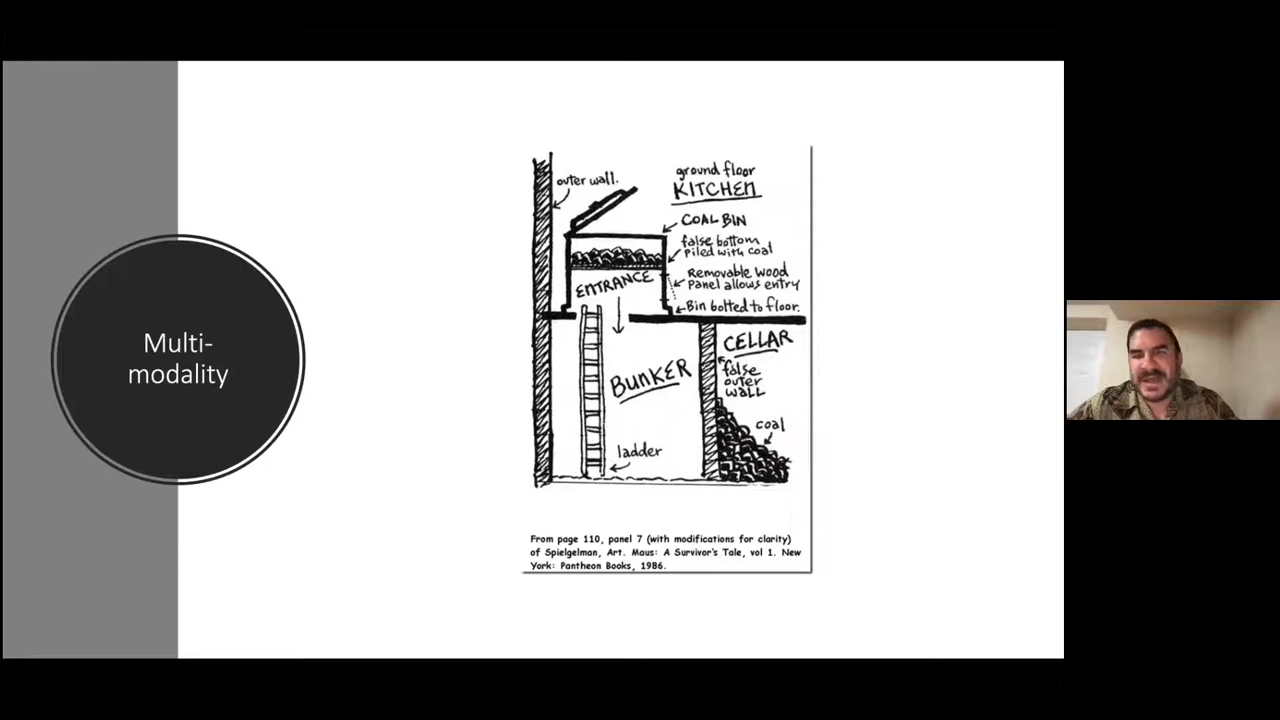 Multi-
modality
outer wall.
ground floor
KITCHEN
COAL BIN
false bottom
piled with coal
ENTRANCE
Removable wood
Panel allows entry
Bin bolted to floor.
CELLAR
false
outer
wall
BUNKER
coal
ladder
From page 110, panel 7 (with modifications for clarity)
of Spielgelman, Art. Maus: A Survivor's Tale, vol 1. New
York: Pantheon Books, 1986.